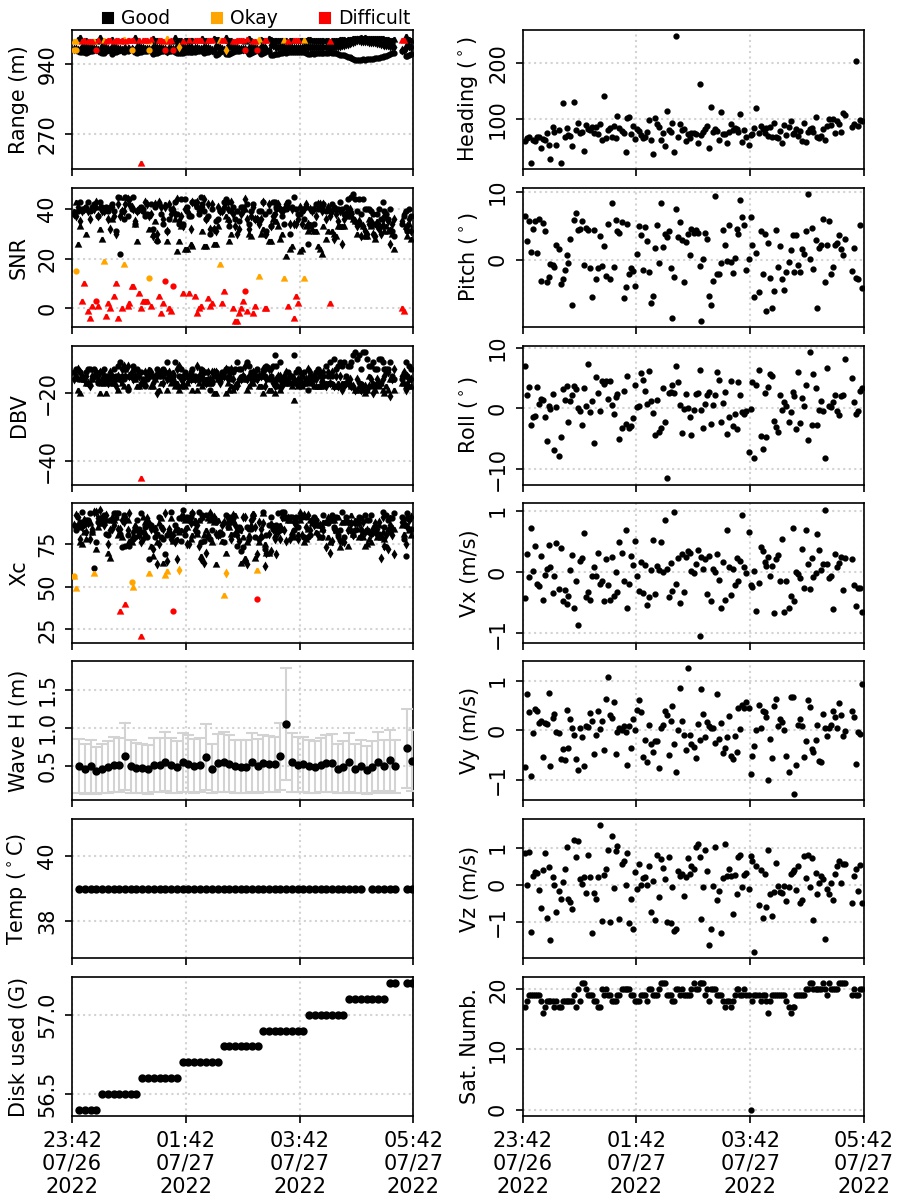 Good Okay Difficult
Range (m)
940
270
Heading (°)
200
100
SNR
40
20
0
Pitch (°)
10
0
DBV
−20
−40
Roll (°)
10
0
−10
Xc
75
50
25
Vx (m/s)
1
0
−1
Wave H (m)
1.5
1.0
0.5
Vy (m/s)
1
0
−1
Temp (°C)
40
38
Vz (m/s)
1
0
−1
Disk used (G)
57.0
56.5
Sat. Numb.
20
10
0
23:42 01:42 03:42 05:42
07/26 07/27 07/27 07/27
2022 2022 2022 2022
23:42 01:42 03:42 05:42
07/26 07/27 07/27 07/27
2022 2022 2022 2022